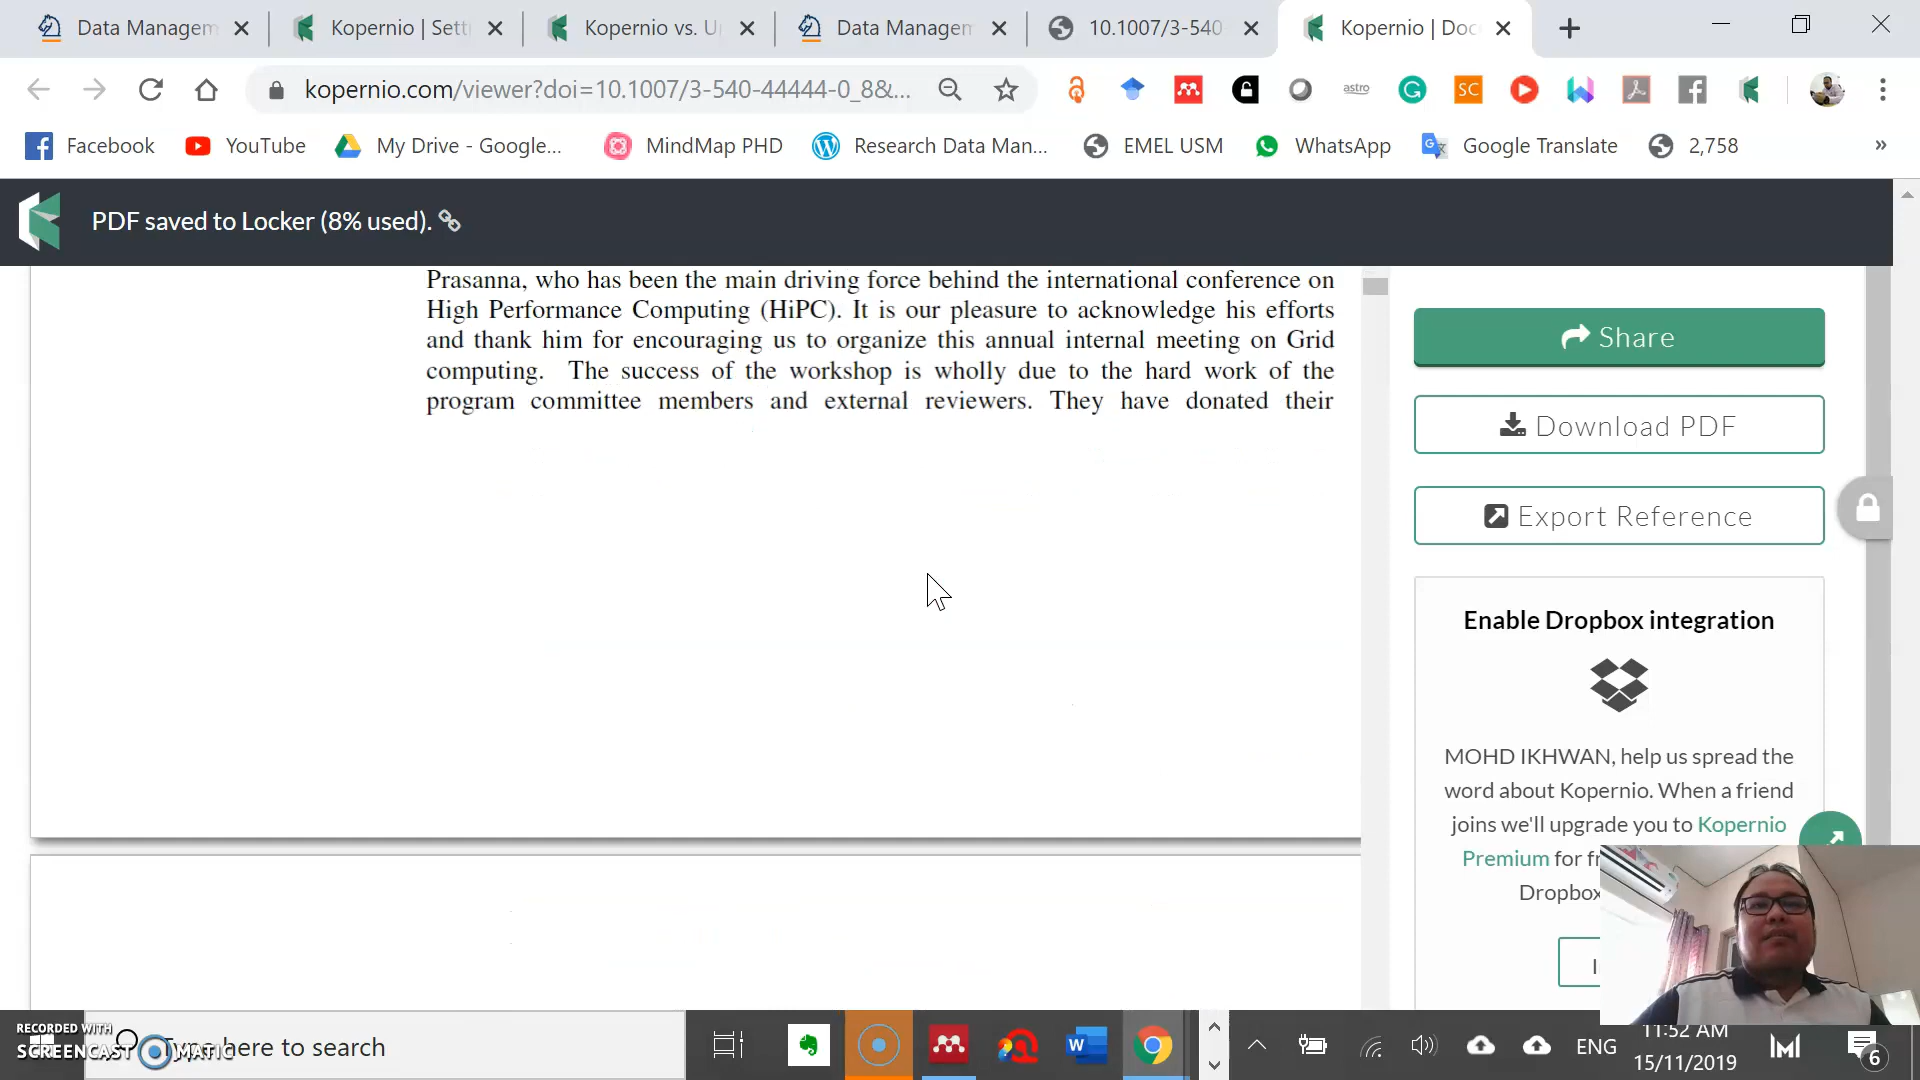 Data Managem
Kopernio | Sett
Kopernio vs. U
Data Managem
10.1007/3-540
Kopernio | Doc
kopernio.com/viewer?doi=10.1007/3-540-44444-0_8&...
astro
SC
Facebook
YouTube
My Drive - Google...
MindMap PHD
Research Data Man...
EMEL USM
WhatsApp
Google Translate
2,758
»
PDF saved to Locker (8% used).
Prasanna, who has been the main driving force behind the international conference on
High Performance Computing (HiPC). It is our pleasure to acknowledge his efforts
and thank him for encouraging us to organize this annual internal meeting on Grid
computing. The success of the workshop is wholly due to the hard work of the
program committee members and external reviewers. They have donated their
Share
Download PDF
Export Reference
Enable Dropbox integration
MOHD IKHWAN, help us spread the
word about Kopernio. When a friend
joins we'll upgrade you to Kopernio
Premium for fr
Dropbox
RECORDED WITH
SCREENCAST MATIC
here to search
ENG
11:52 AM
15/11/2019
6